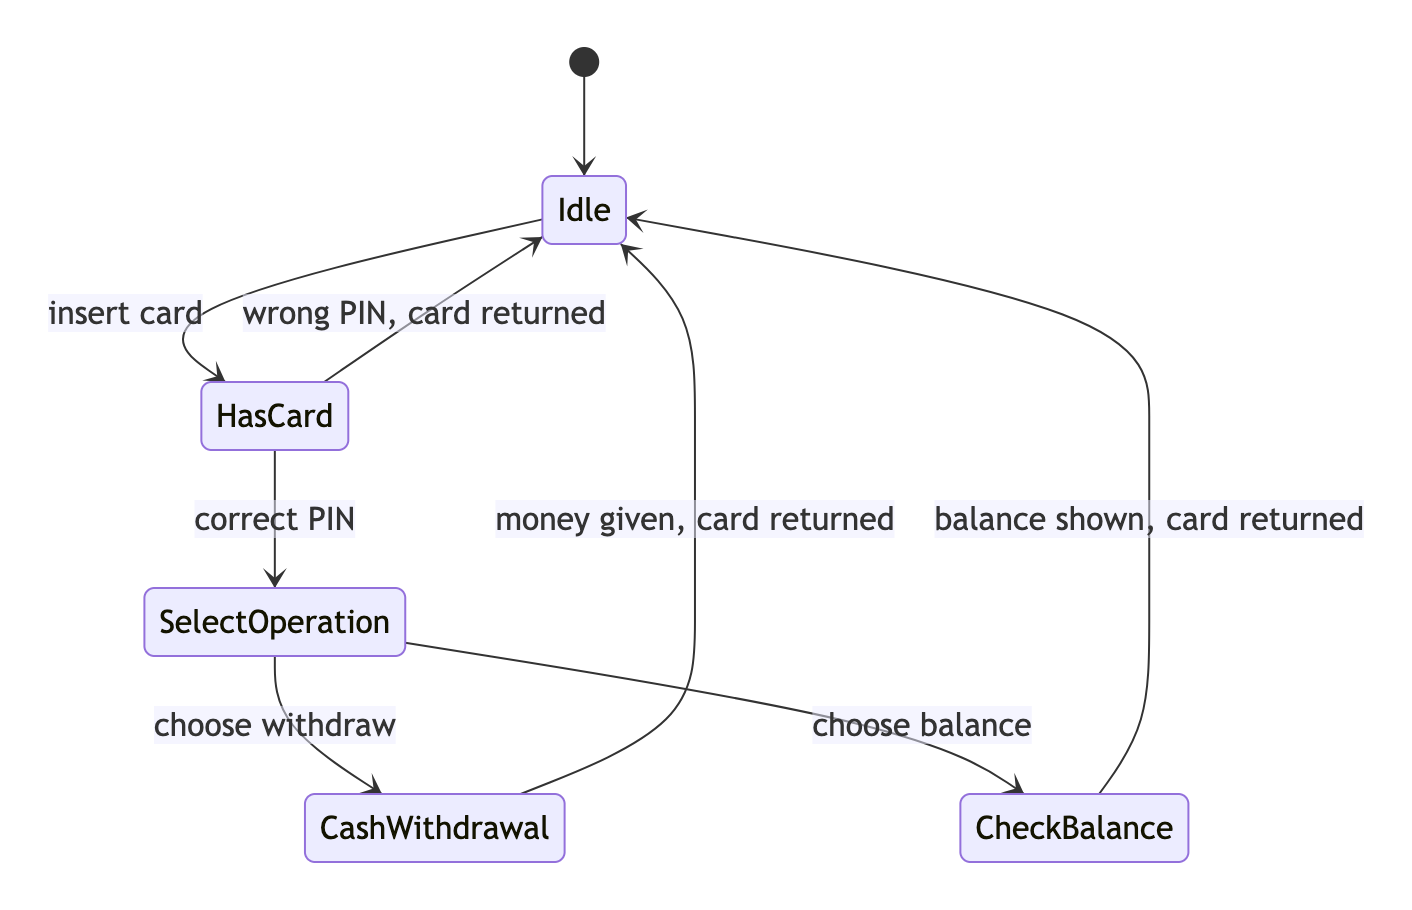 Idle
insert card
wrong PIN, card returned
HasCard
correct PIN
money given, card returned
balance shown, card returned
SelectOperation
choose withdraw
choose balance
CashWithdrawal
CheckBalance